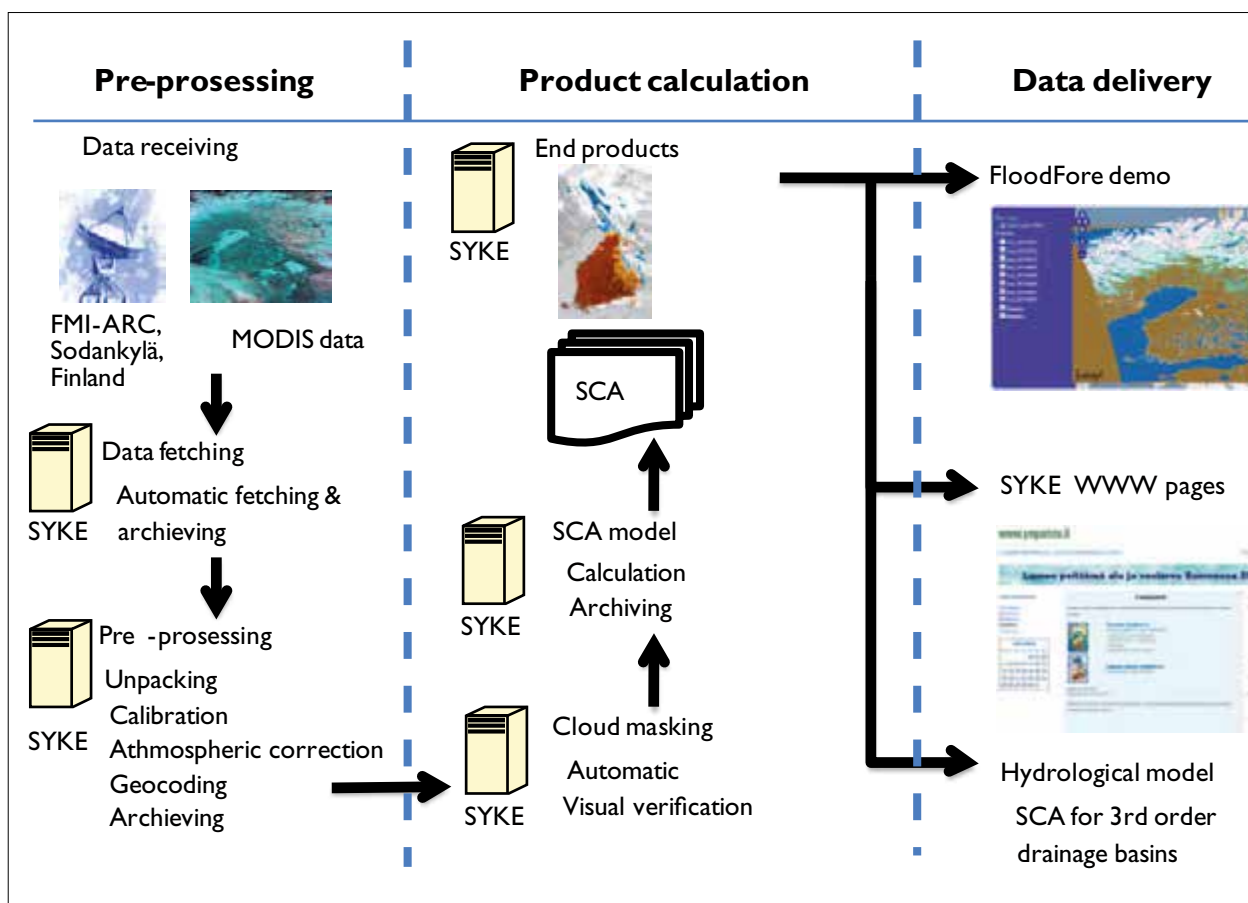 Pre-prosessing
Product calculation
Data delivery
Data receiving
FMI-ARC,
Sodankylä,
Finland
MODIS data
SYKE
Data fetching
Automatic fetching &
archieving
SYKE
Pre -prosessing
Unpacking
Calibration
Athmospheric correction
Geocoding
Archieving
SYKE
End products
SCA
SYKE
SCA model
Calculation
Archiving
SYKE
Cloud masking
Automatic
Visual verification
FloodFore demo
SYKE WWW pages
Hydrological model
SCA for 3rd order
drainage basins